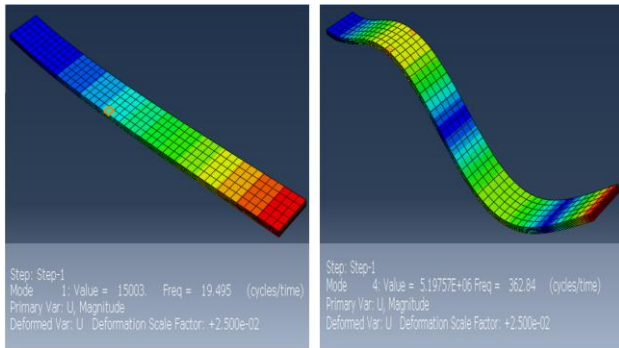 Step: Step-1
Mode 1: Value = 15003. Freq = 19.495 (cycles/time)
Primary Var: U, Magnitude
Deformed Var: U Deformation Scale Factor: +2.500e-02
Step: Step-1
Mode 4: Value = 5.19757E+06 Freq = 362.84 (cycles/time)
Primary Var: U, Magnitude
Deformed Var: U Deformation Scale Factor: +2.500e-02